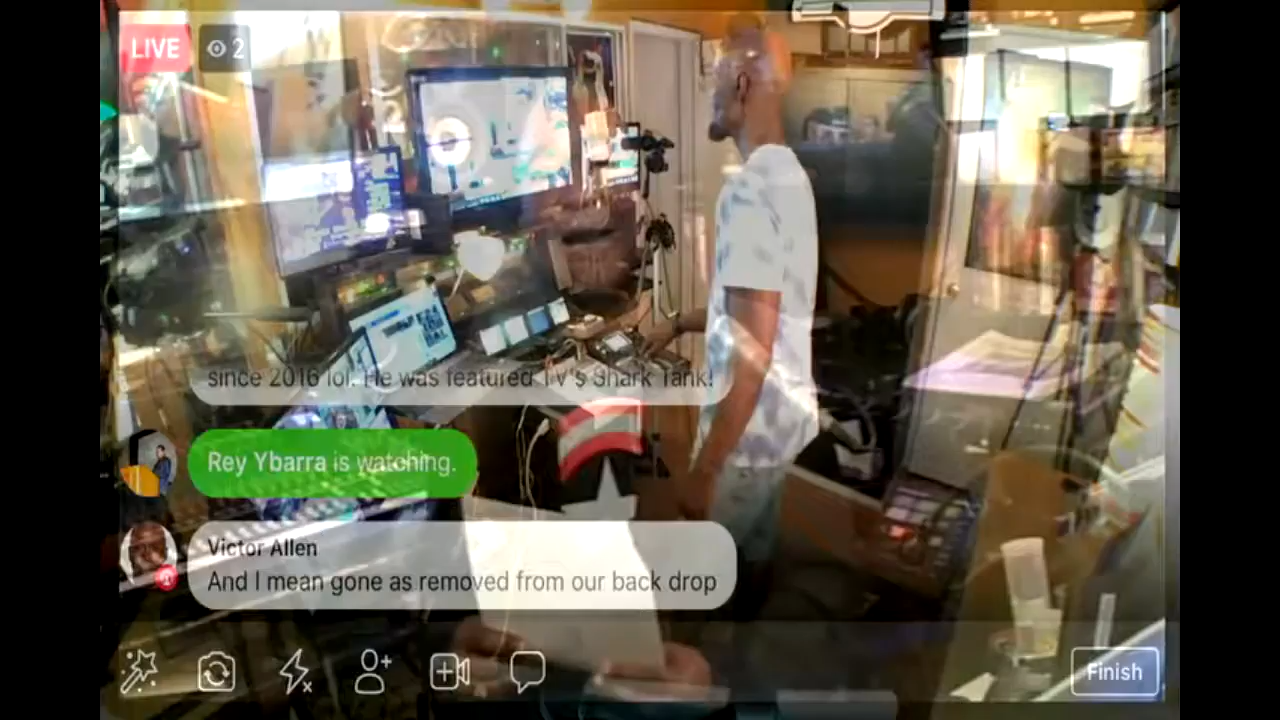 LIVE 2
since 2016 lol. He was featured TV's Shark Tank!
Rey Ybarra is watching.
Victor Allen
And I mean gone as removed from our back drop
Finish